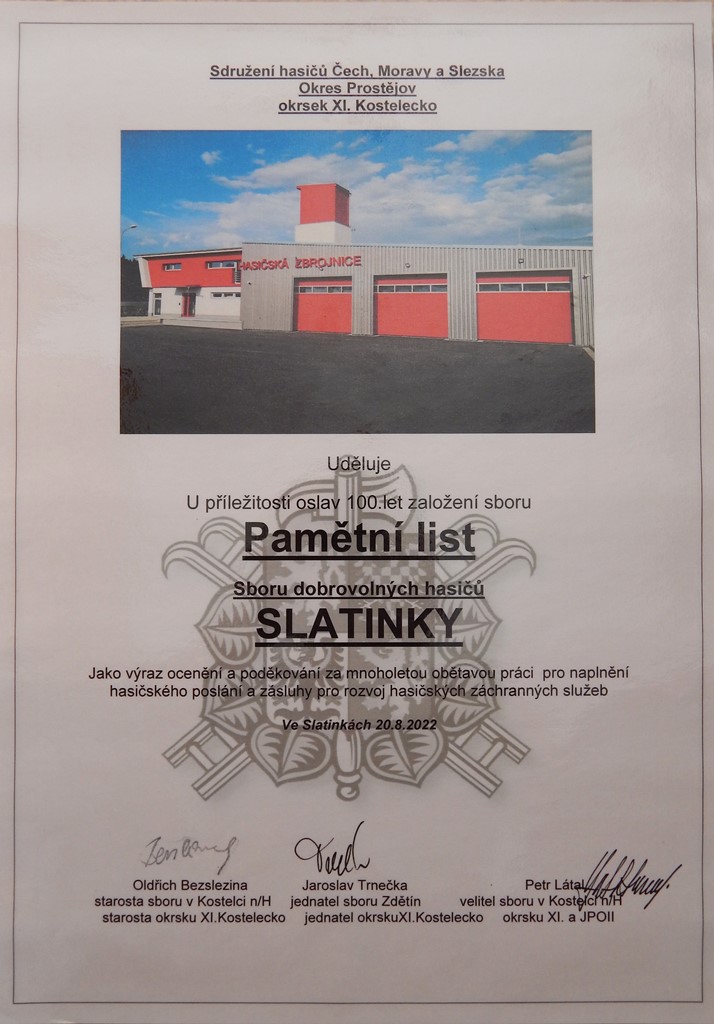 Sdružení hasičů Čech, Moravy a Slezska
Okres Prostějov
okrsek XI. Kostelecko
HASIČSKÁ ZBROJNICE
Uděluje
U příležitosti oslav 100.let založení sboru
Pamětní list
Sboru dobrovolných hasičů
SLATINKY
Jako výraz ocenění a poděkování za mnoholetou obětavou práci pro naplnění
hasičského poslání a zásluhy pro rozvoj hasičských záchranných služeb
Ve Slatinkách 20.8.2022
Oldřich Bezslezina Jaroslav Trnečka Petr Látal
starosta sboru v Kostelci n/H jednatel sboru Zdětín velitel sboru v Kostelci n/H
starosta okrsku XI.Kostelecko jednatel okrskuXI.Kostelecko okrsku XI. a JPOII